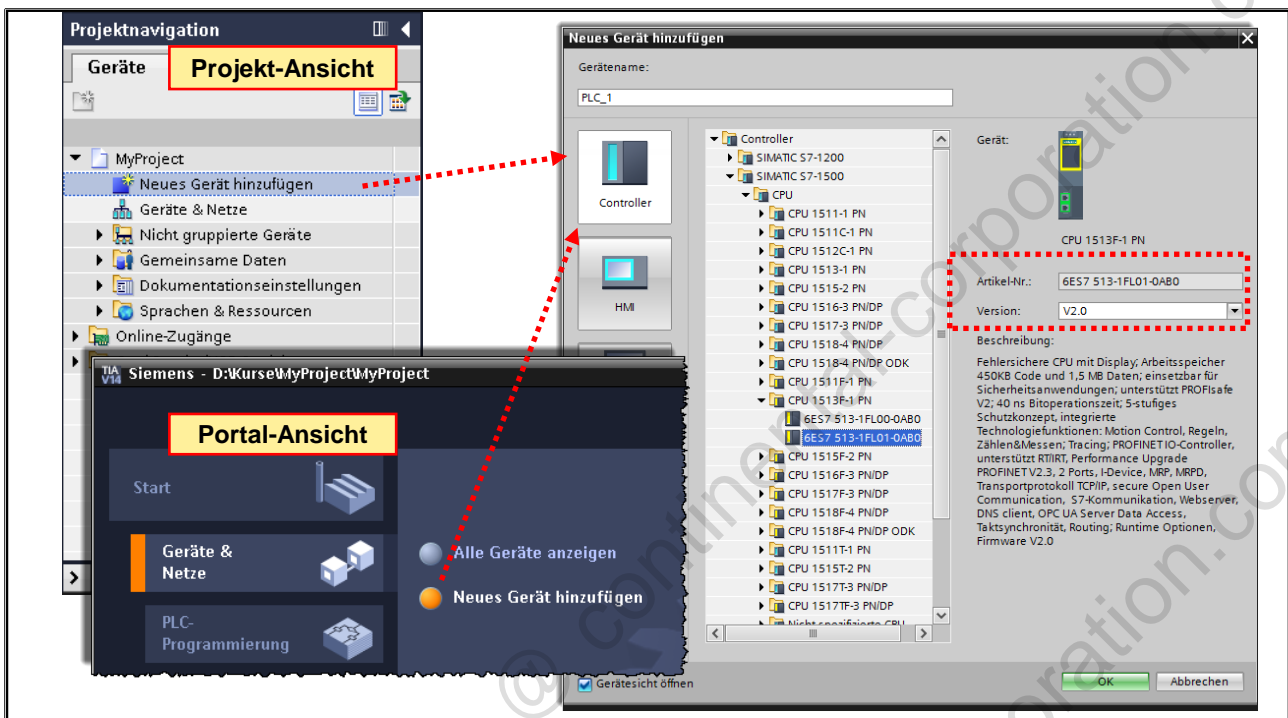 Projektnavigation
Geräte
Projekt-Ansicht
MyProject
Neues Gerät hinzufügen
Geräte & Netze
Nicht gruppierte Geräte
Gemeinsame Daten
Dokumentationseinstellungen
Sprachen & Ressourcen
Online-Zugänge
TIA
V14
Siemens - D:\Kurse\MyProject\MyProject
Portal-Ansicht
Start
Geräte &
Netze
PLC-
Programmierung
Alle Geräte anzeigen
Neues Gerät hinzufügen
Neues Gerät hinzufügen
Gerätename:
PLC_1
Controller
HMI
Controller
SIMATIC S7-1200
SIMATIC S7-1500
CPU
CPU 1511-1 PN
CPU 1511C-1 PN
CPU 1512C-1 PN
CPU 1513-1 PN
CPU 1515-2 PN
CPU 1516-3 PN/DP
CPU 1517-3 PN/DP
CPU 1518-4 PN/DP
CPU 1518-4 PN/DP ODK
CPU 1511F-1 PN
CPU 1513F-1 PN
6ES7 513-1FL00-0AB0
6ES7 513-1FL01-0AB0
CPU 1515F-2 PN
CPU 1516F-3 PN/DP
CPU 1517F-3 PN/DP
CPU 1518F-4 PN/DP
CPU 1518F-4 PN/DP ODK
CPU 1511T-1 PN
CPU 1515T-2 PN
CPU 1517T-3 PN/DP
CPU 1517TF-3 PN/DP
Nicht spezifizierte CPU
Gerät:
CPU 1513F-1 PN
Artikel-Nr.: 6ES7 513-1FL01-0AB0
Version: V2.0
Beschreibung:
Fehlersichere CPU mit Display; Arbeitsspeicher
450KB Code und 1,5 MB Daten; einsetzbar für
Sicherheitsanwendungen; unterstützt PROFIsafe
V2; 40 ns Bitoperationszeit; 5-stufiges
Schutzkonzept, integrierte
Technologiefunktionen: Motion Control, Regeln,
Zählen&Messen; Tracing; PROFINET IO-Controller,
unterstützt RT/IRT, Performance Upgrade
PROFINET V2.3, 2 Ports, I-Device, MRP, MRPD,
Transportprotokoll TCP/IP, secure Open User
Communication, S7-Kommunikation, Webserver,
DNS client, OPC UA Server Data Access,
Taktsynchronität, Routing; Runtime Optionen,
Firmware V2.0
Gerätesicht öffnen
OK
Abbrechen
@ continental-corporation.com